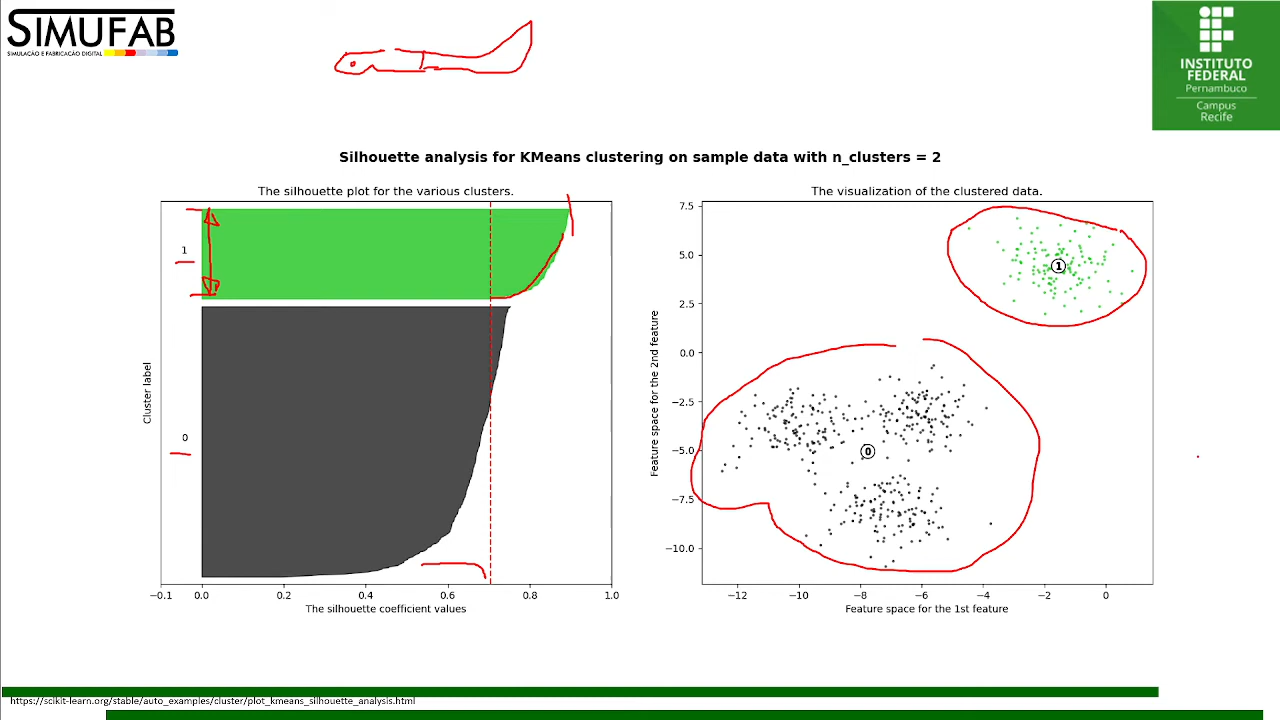 SIMUFAB
SIMULAÇÃO E FABRICAÇÃO DIGITAL
INSTITUTO
FEDERAL
Pernambuco
Campus
Recife
Silhouette analysis for KMeans clustering on sample data with n_clusters = 2
The silhouette plot for the various clusters.
1
0
Cluster label
−0.1 0.0 0.2 0.4 0.6 0.8 1.0
The silhouette coefficient values
The visualization of the clustered data.
7.5
5.0
2.5
0.0
−2.5
−5.0
−7.5
−10.0
Feature space for the 2nd feature
1
0
−12 −10 −8 −6 −4 −2 0
Feature space for the 1st feature
https://scikit-learn.org/stable/auto_examples/cluster/plot_kmeans_silhouette_analysis.html